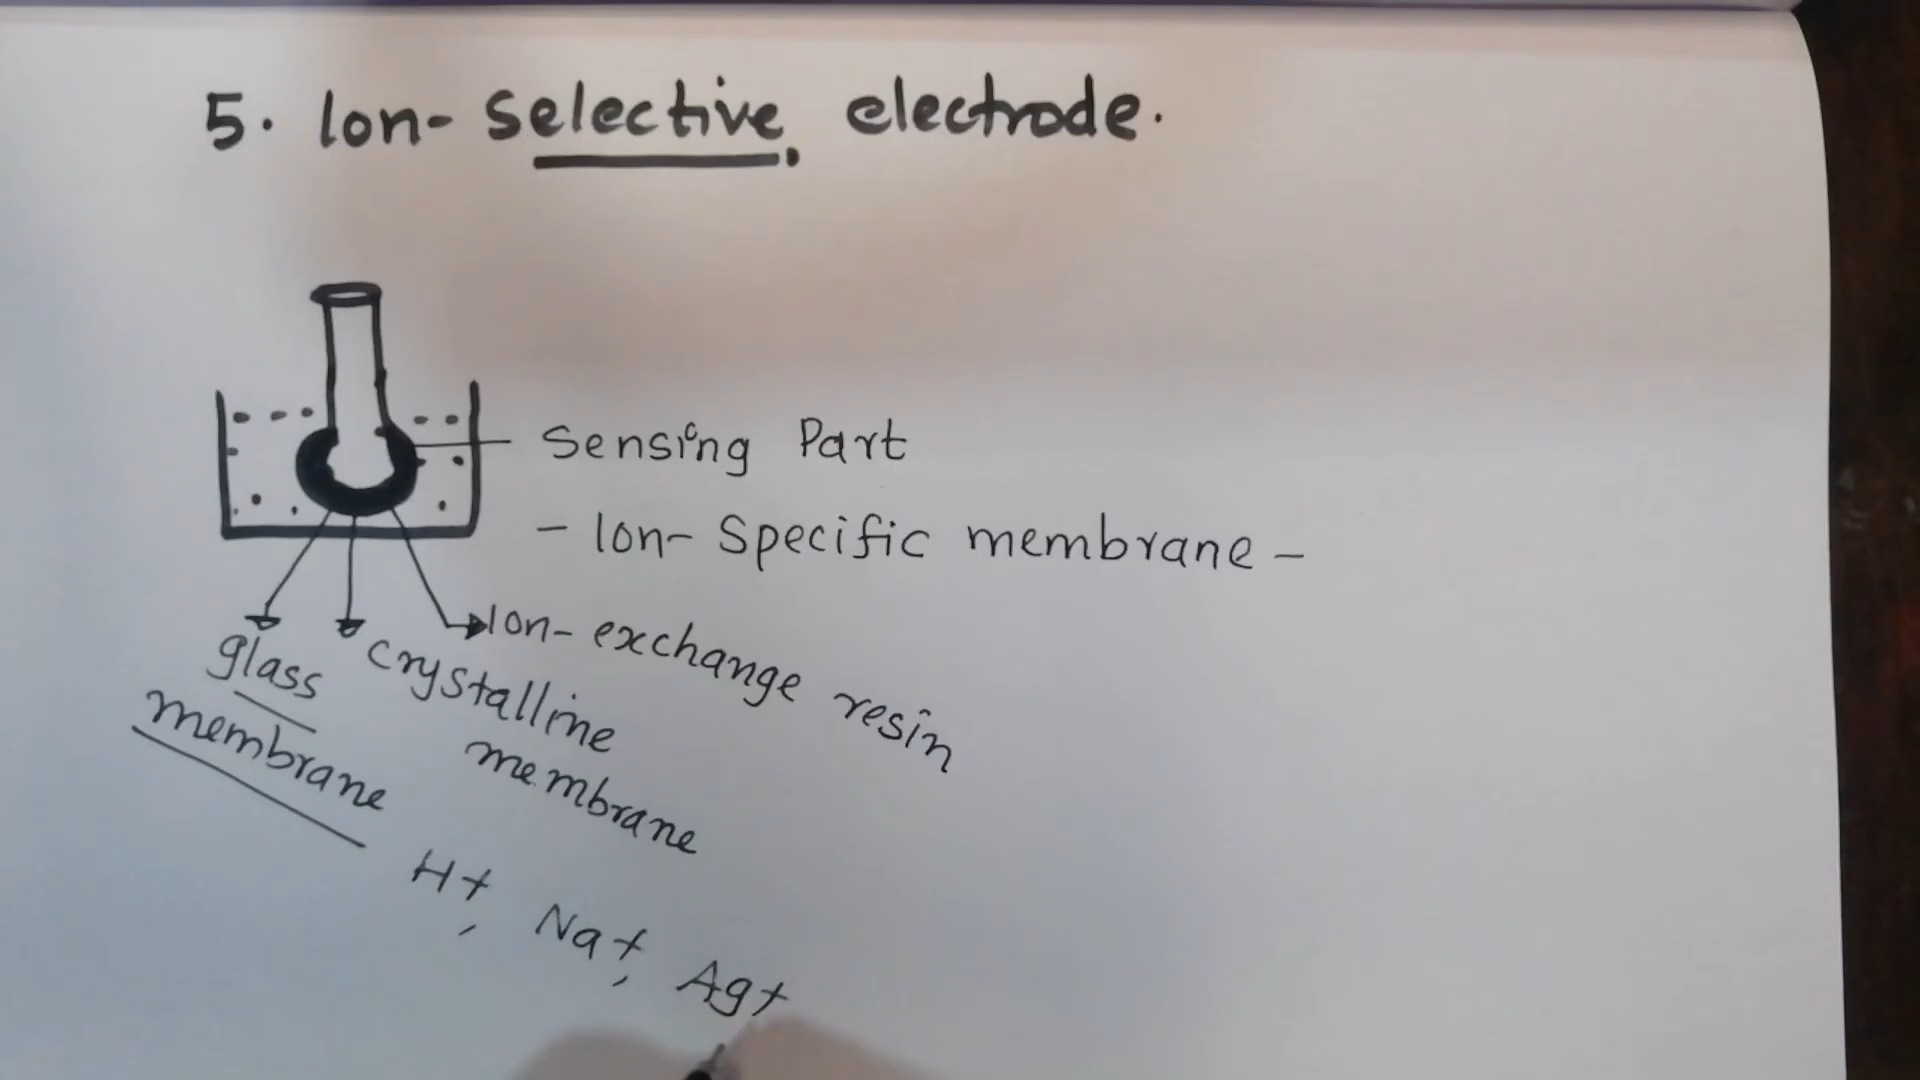 5. Ion-Selective electrode.
Sensing Part
- Ion-Specific membrane -
Ion-exchange resin
crystalline
membrane
glass
membrane
H+, Na+, Ag+